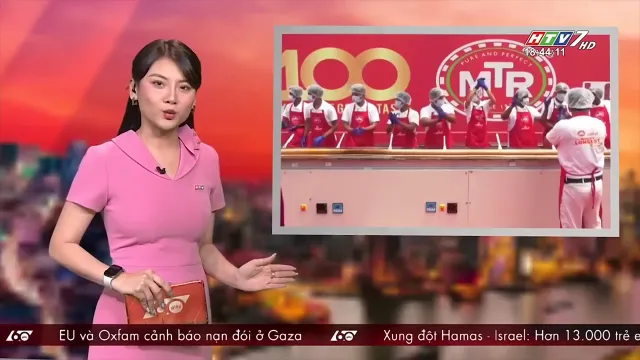 HTV7 HD
18:44:11
100
PURE AND PERFECT
MTR
EU và Oxfam cảnh báo nạn đói ở Gaza
60
Xung đột Hamas - Israel: Hơn 13.000 trẻ e